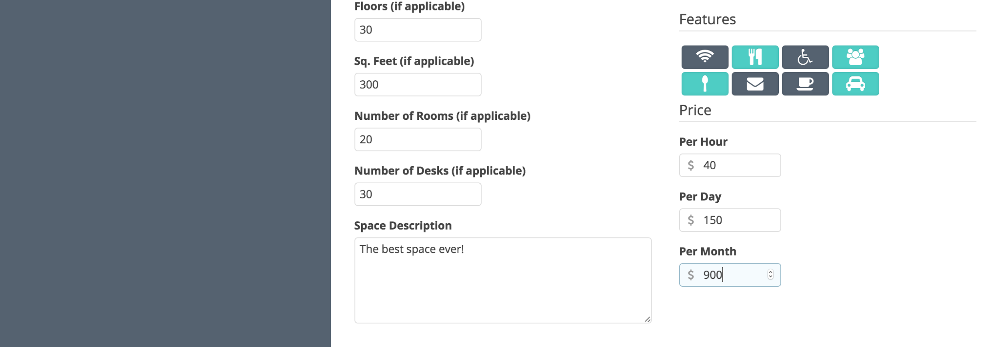 Floors (if applicable)
30
Sq. Feet (if applicable)
300
Number of Rooms (if applicable)
20
Number of Desks (if applicable)
30
Space Description
The best space ever!
Features
Price
Per Hour
$ 40
Per Day
$ 150
Per Month
$ 900